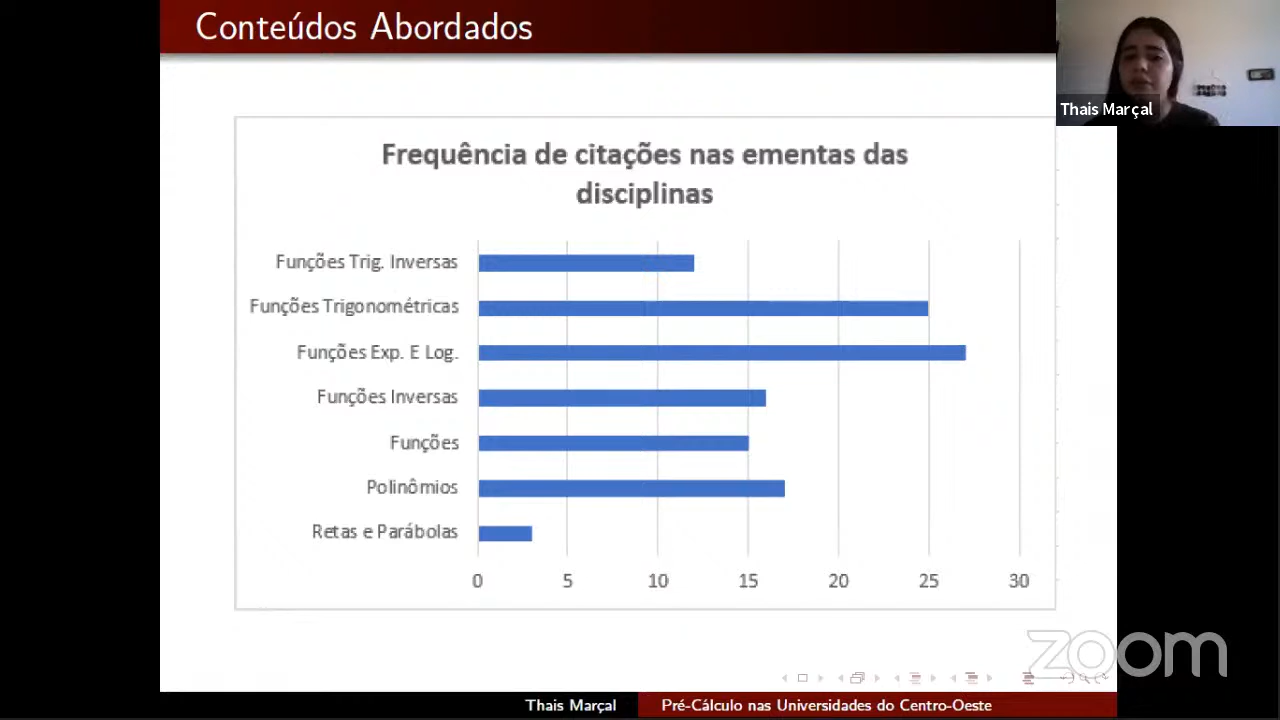 Conteúdos Abordados
Thais Marçal
Frequência de citações nas ementas das
disciplinas
Funções Trig. Inversas
Funções Trigonométricas
Funções Exp. E Log.
Funções Inversas
Funções
Polinômios
Retas e Parábolas
0 5 10 15 20 25 30
zoom
Thais Marçal Pré-Cálculo nas Universidades do Centro-Oeste